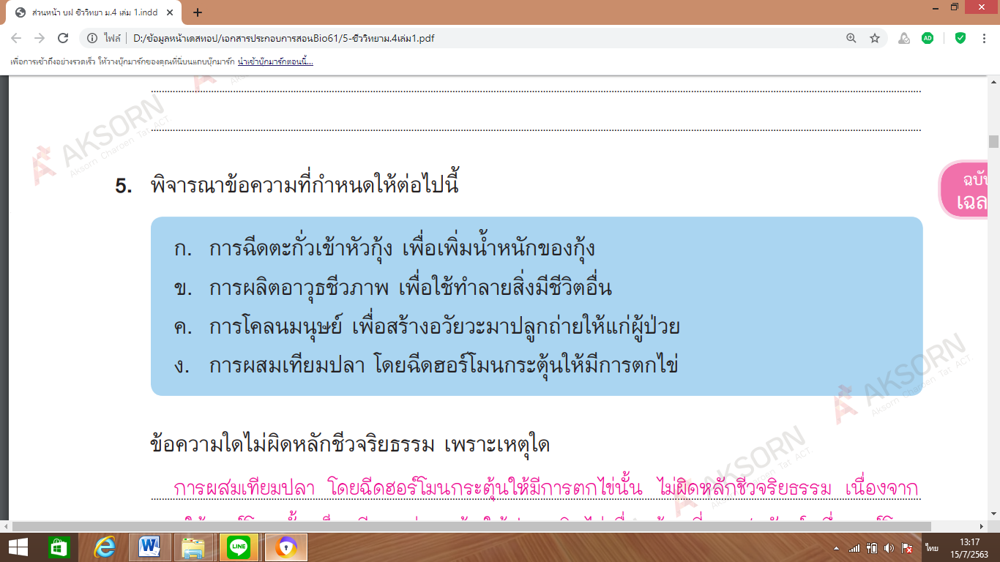 ส่วนหน้า บฝ ชีววิทยา ม.4 เล่ม 1.indd
ไฟล์ D:/ข้อมูลหน้าเดสทอป/เอกสารประกอบการสอนBio61/5-ชีววิทยาม.4เล่ม1.pdf
AD
เพื่อการเข้าถึงอย่างรวดเร็ว ให้วางบุ๊กมาร์กของคุณที่นี่บนแถบบุ๊กมาร์ก นำเข้าบุ๊กมาร์กตอนนี้...
AKSORN
Aksorn Charoen Tat ACT.
5. พิจารณาข้อความที่กำหนดให้ต่อไปนี้
ก. การฉีดตะกั่วเข้าหัวกุ้ง เพื่อเพิ่มน้ำหนักของกุ้ง
ข. การผลิตอาวุธชีวภาพ เพื่อใช้ทำลายสิ่งมีชีวิตอื่น
ค. การโคลนมนุษย์ เพื่อสร้างอวัยวะมาปลูกถ่ายให้แก่ผู้ป่วย
ง. การผสมเทียมปลา โดยฉีดฮอร์โมนกระตุ้นให้มีการตกไข่
AKSORN
Aksorn Charoen Tat ACT.
ข้อความใดไม่ผิดหลักชีวจริยธรรม เพราะเหตุใด
AKSORN
Aksorn Charoen Tat ACT.
การผสมเทียมปลา โดยฉีดฮอร์โมนกระตุ้นให้มีการตกไข่นั้น ไม่ผิดหลักชีวจริยธรรม เนื่องจาก
LINE
ไทย
13:17
15/7/2563